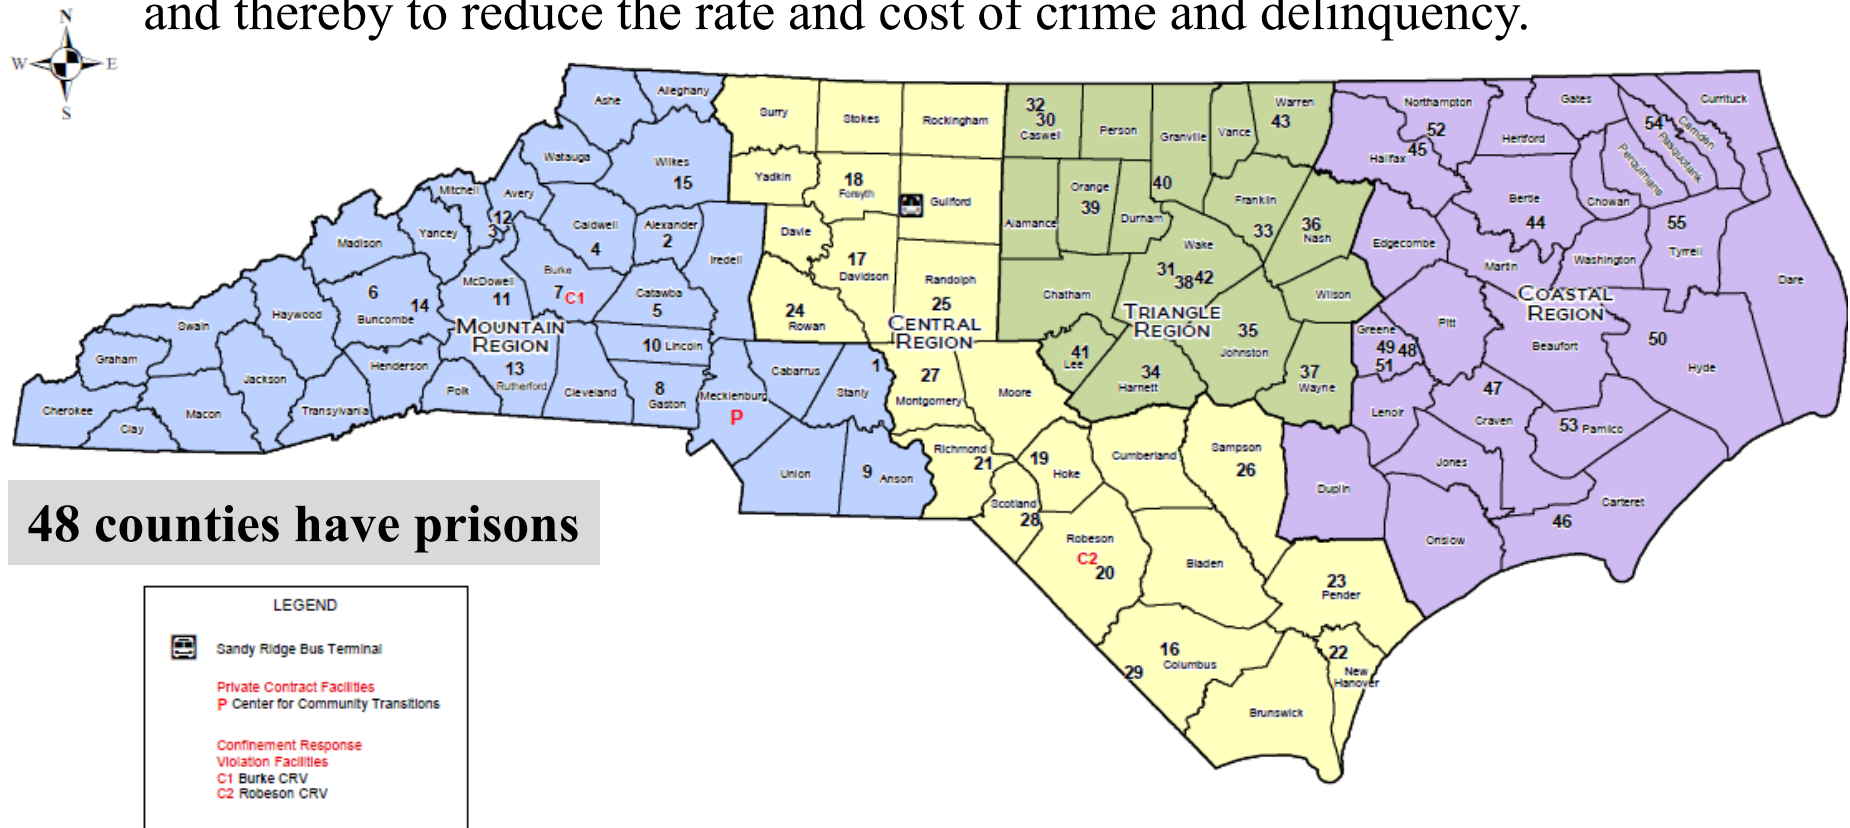 and thereby to reduce the rate and cost of crime and delinquency.
N
W E
S
Ashe
Alleghany
Surry
Stokes
Rockingham
32
30
Caswell
Person
Granville
Vance
Warren
43
Northampton
52
45
Halifax
Gates
Hertford
54
Camden
Pasquotank
Perquimans
Currituck
Watauga
Wilkes
15
Yadkin
18
Forsyth
Guilford
Alamance
Orange
39
Durham
40
Franklin
33
36
Nash
Edgecombe
Bertie
44
Chowan
55
Tyrrell
Washington
Martin
Dare
Mitchell
Avery
12
3
Yancey
Madison
Caldwell
4
Alexander
2
Iredell
Davie
17
Davidson
Randolph
25
24
Rowan
Chatham
Wake
31 38 42
Wilson
TRIANGLE
REGION
35
Johnston
COASTAL
REGION
Pitt
Beaufort
50
Hyde
Greene
49 48
51
McDowell
11
Burke
7 C1
Catawba
5
6
14
Buncombe
Haywood
Swain
Graham
MOUNTAIN
REGION
CENTRAL
REGION
10 Lincoln
Henderson
13
Rutherford
Polk
Cleveland
8
Gaston
Mecklenburg
P
Cabarrus
1
Stanly
27
Montgomery
Moore
41
Lee
34
Harnett
37
Wayne
Lenoir
47
Craven
53 Pamlico
Jones
Carteret
46
Onslow
Duplin
Jackson
Cherokee
Clay
Macon
Transylvania
Union
9 Anson
Richmond
21
19
Hoke
Scotland
28
Cumberland
Sampson
26
Robeson
C2
20
Bladen
23
Pender
16
Columbus
29
22
New
Hanover
Brunswick
48 counties have prisons
LEGEND
Sandy Ridge Bus Terminal
Private Contract Facilities
P Center for Community Transitions
Confinement Response
Violation Facilities
C1 Burke CRV
C2 Robeson CRV